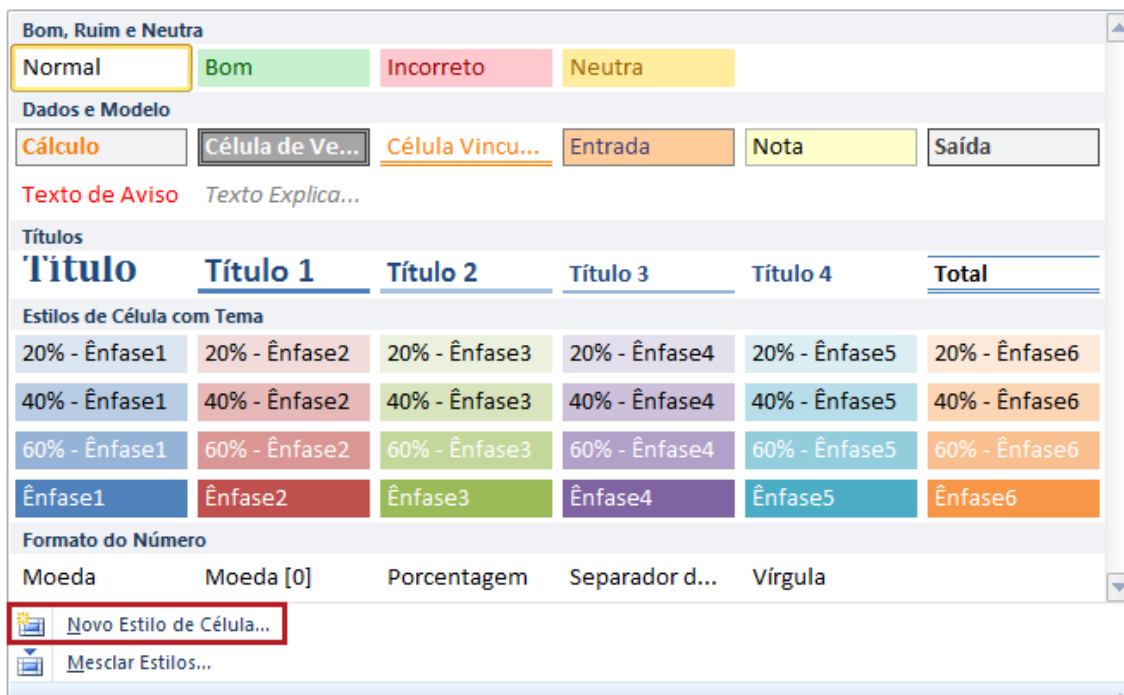 Bom, Ruim e Neutra
Normal Bom Incorreto Neutra
Dados e Modelo
Cálculo Célula de Ve... Célula Vincu... Entrada Nota Saída
Texto de Aviso Texto Explica...
Títulos
Título Título 1 Título 2 Título 3 Título 4 Total
Estilos de Célula com Tema
20% - Ênfase1 20% - Ênfase2 20% - Ênfase3 20% - Ênfase4 20% - Ênfase5 20% - Ênfase6
40% - Ênfase1 40% - Ênfase2 40% - Ênfase3 40% - Ênfase4 40% - Ênfase5 40% - Ênfase6
60% - Ênfase1 60% - Ênfase2 60% - Ênfase3 60% - Ênfase4 60% - Ênfase5 60% - Ênfase6
Ênfase1 Ênfase2 Ênfase3 Ênfase4 Ênfase5 Ênfase6
Formato do Número
Moeda Moeda [0] Porcentagem Separador d... Vírgula
Novo Estilo de Célula...
Mesclar Estilos...